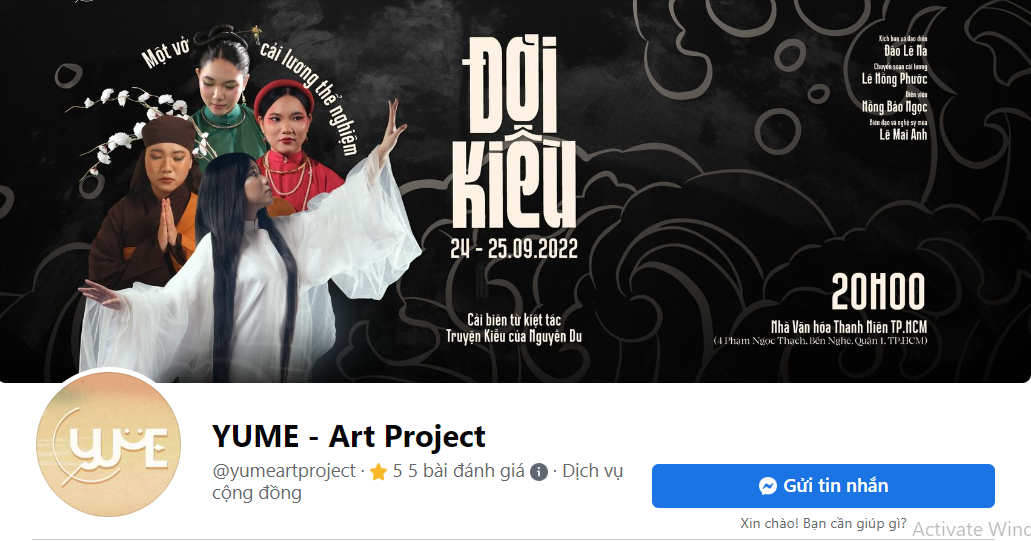 Một vở cải lương thể nghiệm
ĐỢI
KIỀU
24 - 25.09.2022
Cải biên từ kiệt tác
Truyện Kiều của Nguyễn Du
Kịch bản và đạo diễn
Đào Lê Na
Chuyển soạn cải lương
Lê Hồng Phước
Diễn viên
Hồng Bảo Ngọc
Biên đạo và nghệ sỹ múa
Lê Mai Anh
20H00
Nhà Văn hóa Thanh Niên TP.HCM
(4 Phạm Ngọc Thạch, Bến Nghé, Quận 1, TP.HCM)
YUME
YUME - Art Project
@yumeartproject · 5 5 bài đánh giá · Dịch vụ
cộng đồng
Gửi tin nhắn
Xin chào! Bạn cần giúp gì?
Activate Wind